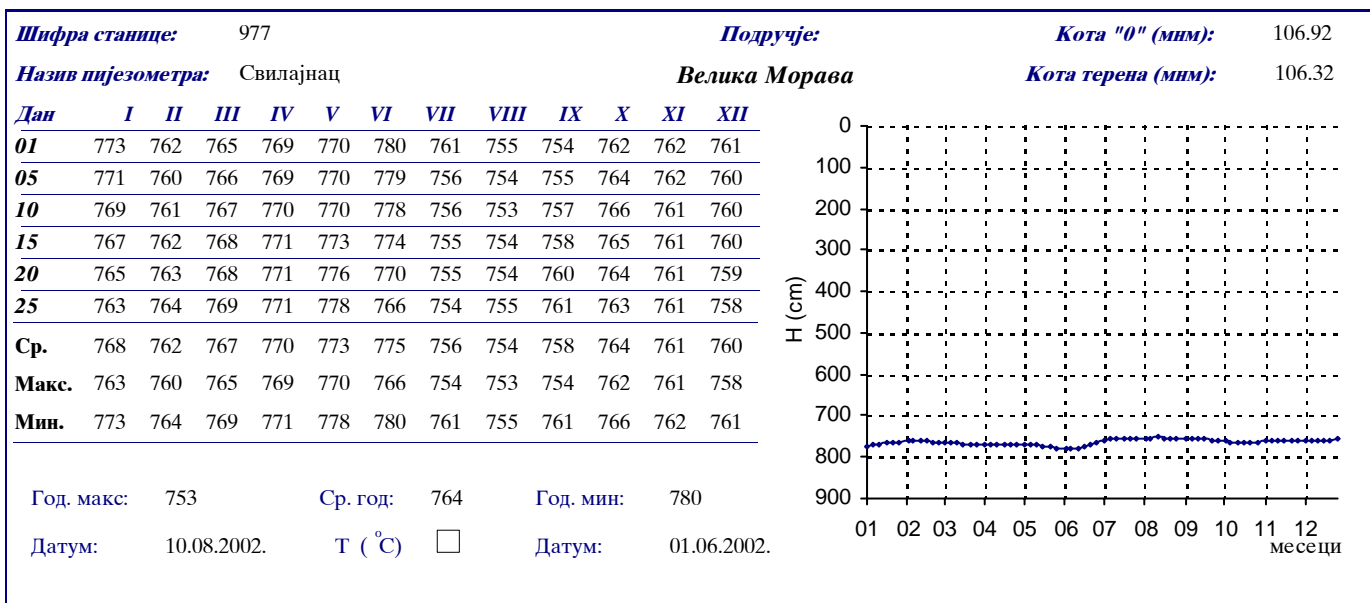 Шифра станице: 977 Подручје: Кота "0" (мнм): 106.92
Назив пијезометра: Свилајнац Велика Морава Кота терена (мнм): 106.32
Дан I II III IV V VI VII VIII IX X XI XII
01 773 762 765 769 770 780 761 755 754 762 762 761
05 771 760 766 769 770 779 756 754 755 764 762 760
10 769 761 767 770 770 778 756 753 757 766 761 760
15 767 762 768 771 773 774 755 754 758 765 761 760
20 765 763 768 771 776 770 755 754 760 764 761 759
25 763 764 769 771 778 766 754 755 761 763 761 758
Ср. 768 762 767 770 773 775 756 754 758 764 761 760
Макс. 763 760 765 769 770 766 754 753 754 762 761 758
Мин. 773 764 769 771 778 780 761 755 761 766 762 761
Год. макс: 753 Ср. год: 764 Год. мин: 780
Датум: 10.08.2002. Т ( °C) Датум: 01.06.2002.
0
100
200
300
400
500
600
700
800
900
H (cm)
01 02 03 04 05 06 07 08 09 10 11 12
месеци